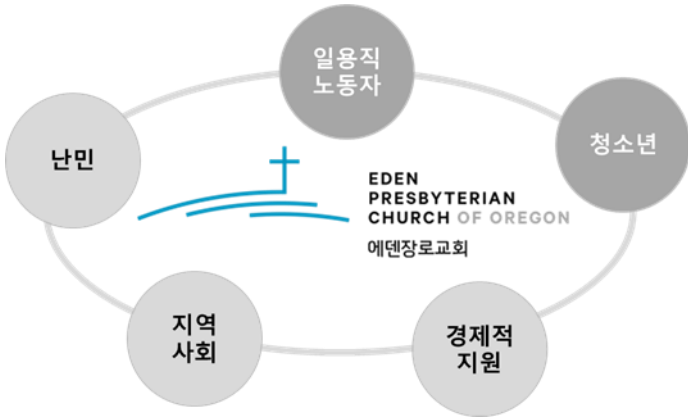 일용직
노동자
청소년
난민
EDEN
PRESBYTERIAN
CHURCH OF OREGON
에덴장로교회
지역
사회
경제적
지원